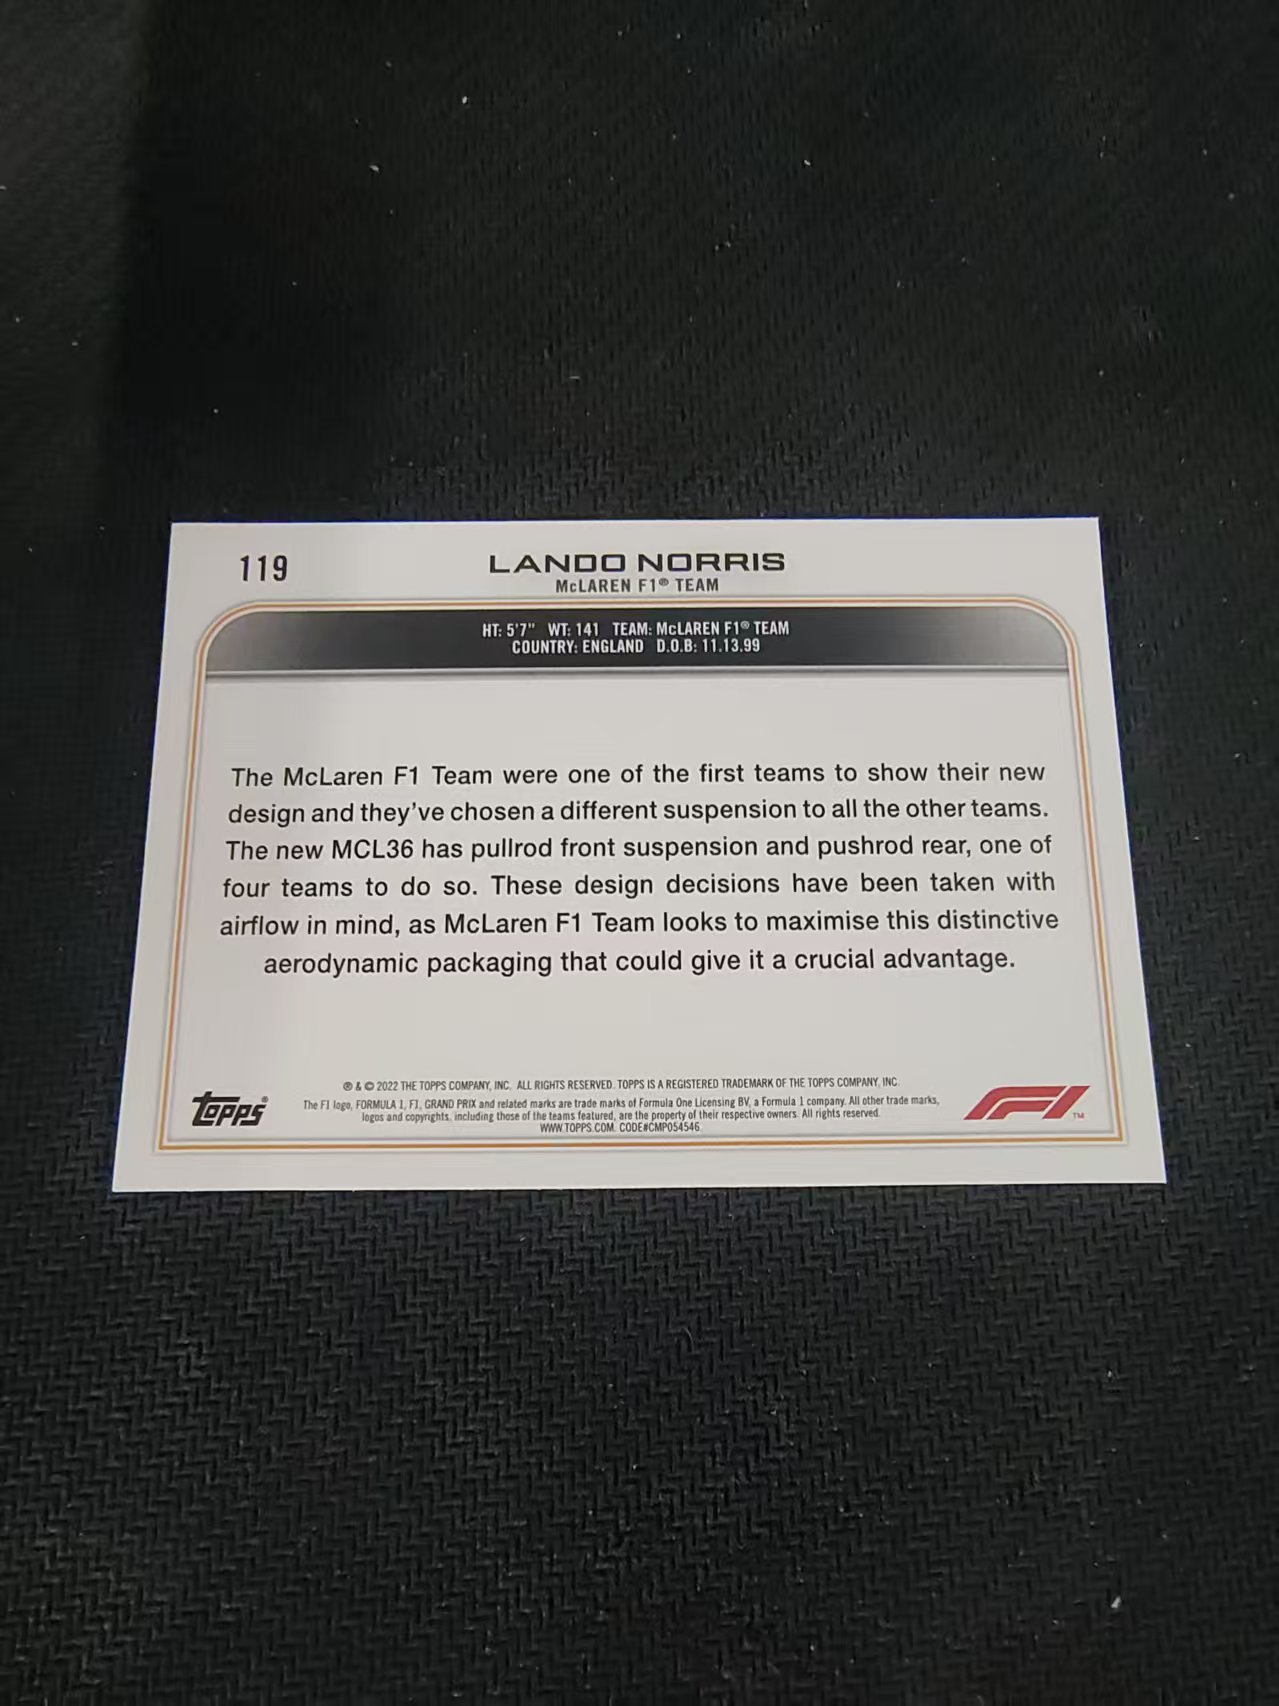 119
LANDO NORRIS
McLAREN F1® TEAM
HT: 5'7" WT: 141 TEAM: McLAREN F1® TEAM
COUNTRY: ENGLAND D.O.B: 11.13.99
The McLaren F1 Team were one of the first teams to show their new
design and they've chosen a different suspension to all the other teams.
The new MCL36 has pullrod front suspension and pushrod rear, one of
four teams to do so. These design decisions have been taken with
airflow in mind, as McLaren F1 Team looks to maximise this distinctive
aerodynamic packaging that could give it a crucial advantage.
® & © 2022 THE TOPPS COMPANY, INC. ALL RIGHTS RESERVED. TOPPS IS A REGISTERED TRADEMARK OF THE TOPPS COMPANY, INC.
The F1 logo, FORMULA 1, F1, GRAND PRIX and related marks are trade marks of Formula One Licensing BV, a Formula 1 company. All other trade marks,
logos and copyrights, including those of the teams featured, are the property of their respective owners. All rights reserved.
WWW.TOPPS.COM. CODE#CMP054546
Topps®
F1™